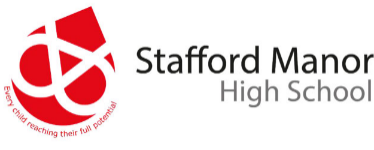 Stafford Manor
High School
Every child reaching their full potential